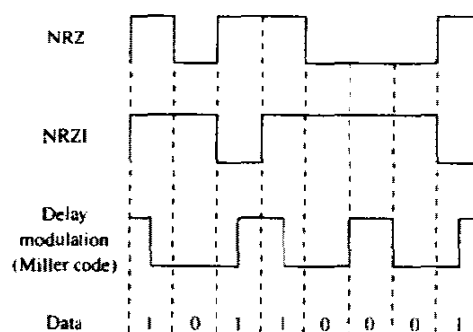 NRZ
NRZI
Delay
modulation
(Miller code)
Data 1 0 1 1 0 0 0 1